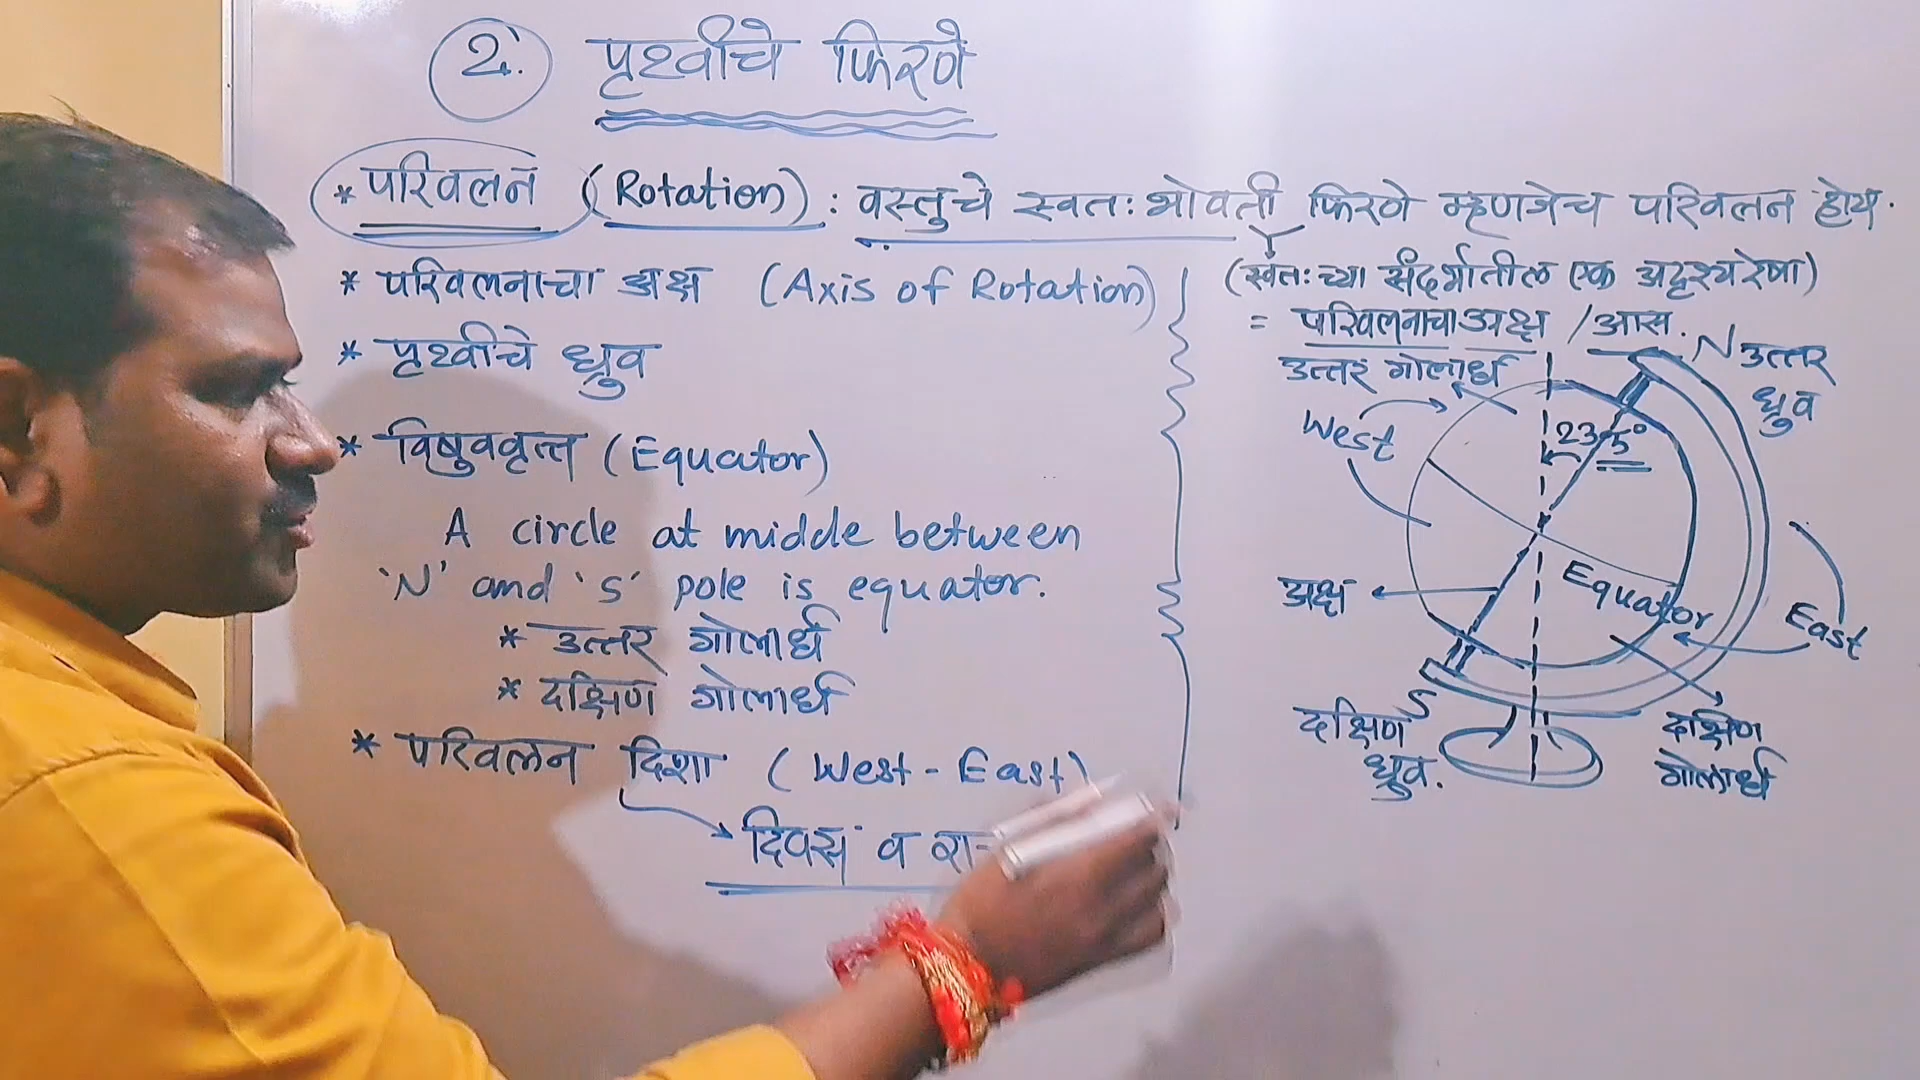 2. पृथ्वीचे फिरणे
* परिवलन (Rotation) : वस्तुचे स्वतः भोवती फिरणे म्हणजेच परिवलन होय.
* परिवलनाचा अक्ष (Axis of Rotation)
* पृथ्वीचे ध्रुव
* विषुववृत्त (Equator)
A circle at middle between
'N' and 'S' pole is equator.
* उत्तर गोलार्ध
* दक्षिण गोलार्ध
* परिवलन दिशा (West - East)
दिवस व
(स्वतः च्या संदर्भातील एक अदृश्य रेषा)
= परिवलनाचा अक्ष / आस.
उत्तर गोलार्ध
N उत्तर
ध्रुव
West
23.5°
अक्ष
Equator
East
S
दक्षिण
ध्रुव.
दक्षिण
गोलार्ध